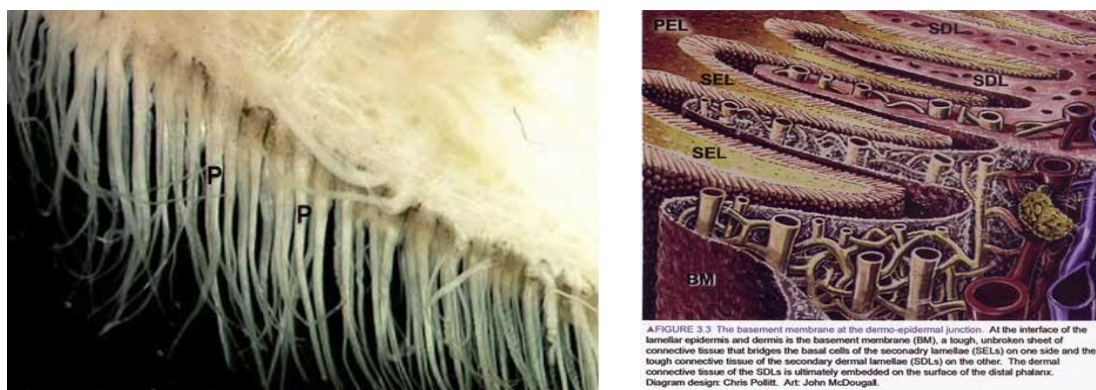 P
P
PEL
SDL
SEL
SDL
SEL
BM
▲FIGURE 3.3 The basement membrane at the dermo-epidermal junction. At the interface of the
lamellar epidermis and dermis is the basement membrane (BM), a tough, unbroken sheet of
connective tissue that bridges the basal cells of the seconadry lamellae (SELs) on one side and the
tough connective tissue of the secondary dermal lamellae (SDLs) on the other. The dermal
connective tissue of the SDLs is ultimately embedded on the surface of the distal phalanx.
Diagram design: Chris Pollitt. Art: John McDougall.